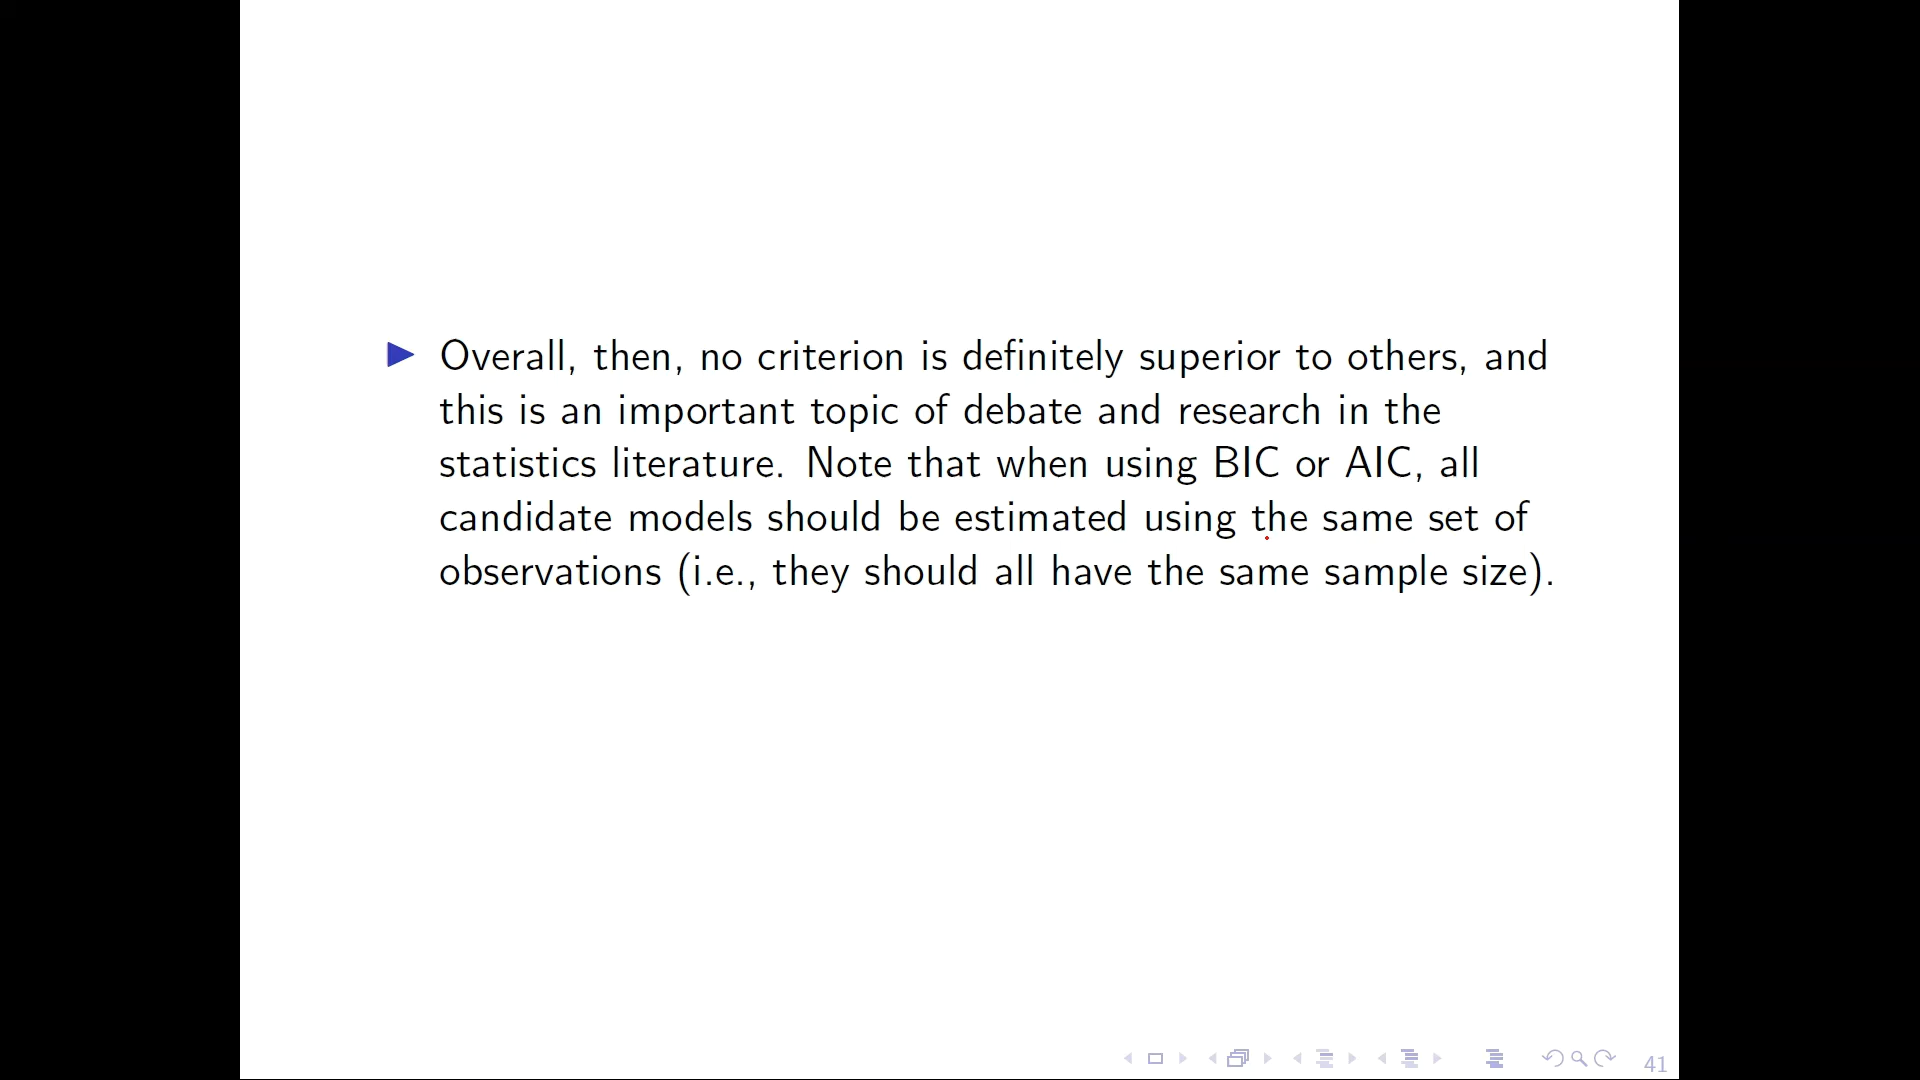 Overall, then, no criterion is definitely superior to others, and
this is an important topic of debate and research in the
statistics literature. Note that when using BIC or AIC, all
candidate models should be estimated using the same set of
observations (i.e., they should all have the same sample size).
41